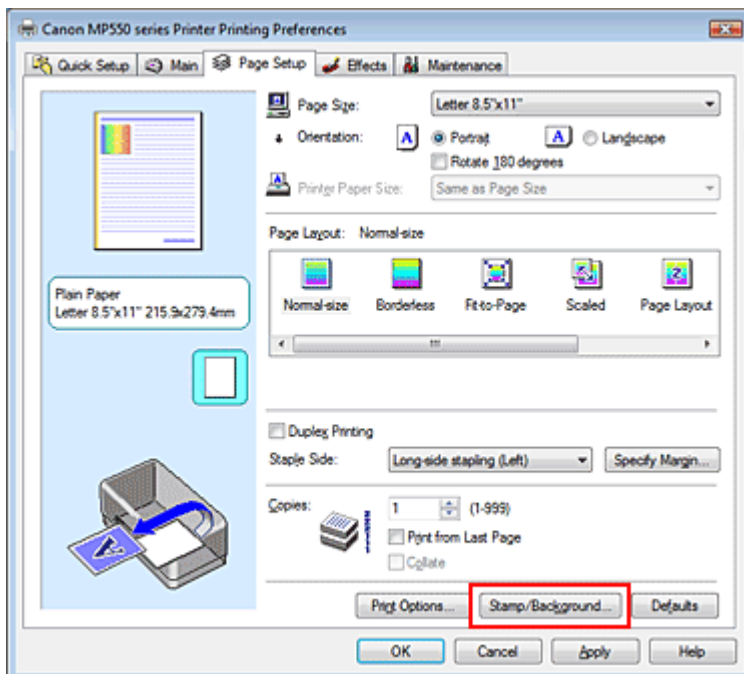 Canon MP550 series Printer Printing Preferences
Quick Setup Main Page Setup Effects Maintenance
Page Size: Letter 8.5"x11"
Orientation: A Portrait A Landscape
Rotate 180 degrees
Printer Paper Size: Same as Page Size
Page Layout: Normal-size
Normal-size Borderless Fit-to-Page Scaled Page Layout
Plain Paper
Letter 8.5"x11" 215.9x279.4mm
Duplex Printing
Staple Side: Long-side stapling (Left) Specify Margin...
Copies: 1 (1-999)
Print from Last Page
Collate
Print Options... Stamp/Background... Defaults
OK Cancel Apply Help